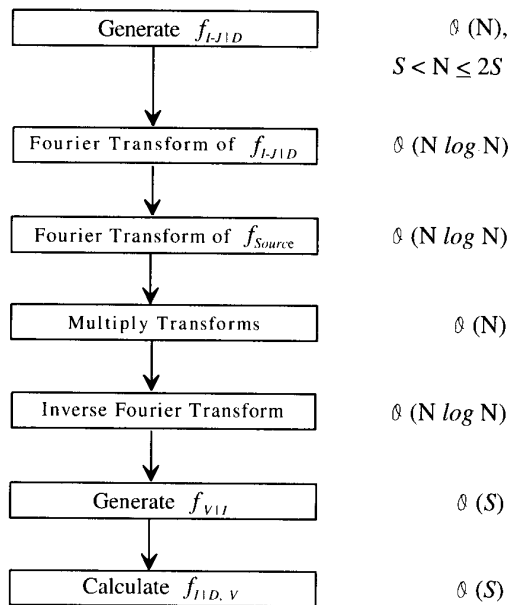 Generate f_{I-J|D} 𝒪 (N),
S < N ≤ 2S
Fourier Transform of f_{I-J|D} 𝒪 (N log N)
Fourier Transform of f_{Source} 𝒪 (N log N)
Multiply Transforms 𝒪 (N)
Inverse Fourier Transform 𝒪 (N log N)
Generate f_{V|I} 𝒪 (S)
Calculate f_{I|D, V} 𝒪 (S)